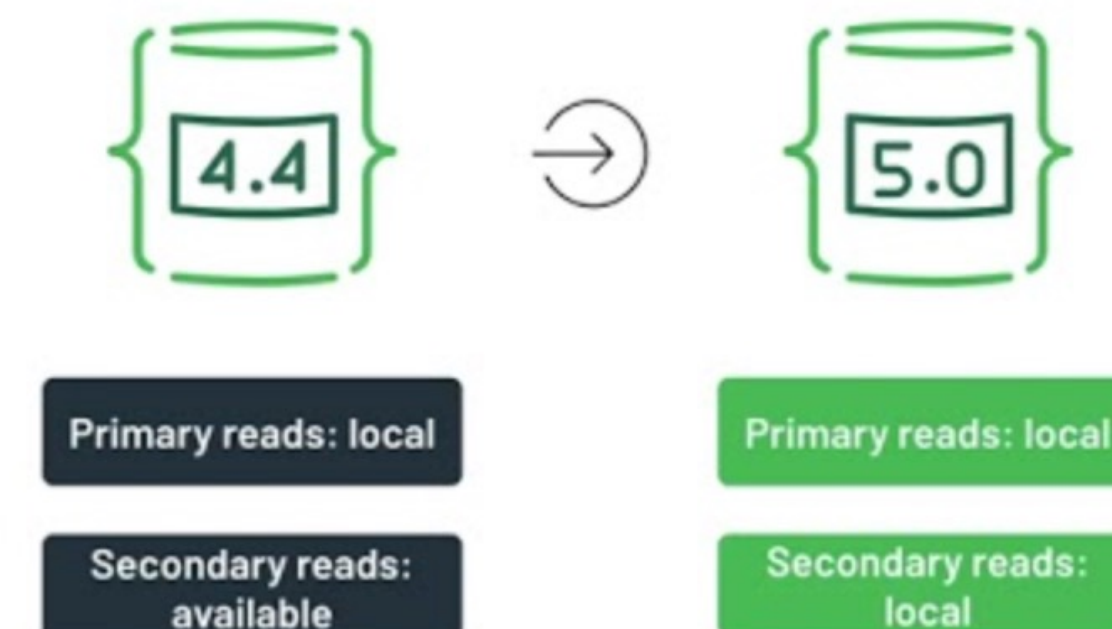 4.4
5.0
Primary reads: local
Primary reads: local
Secondary reads:
available
Secondary reads:
local